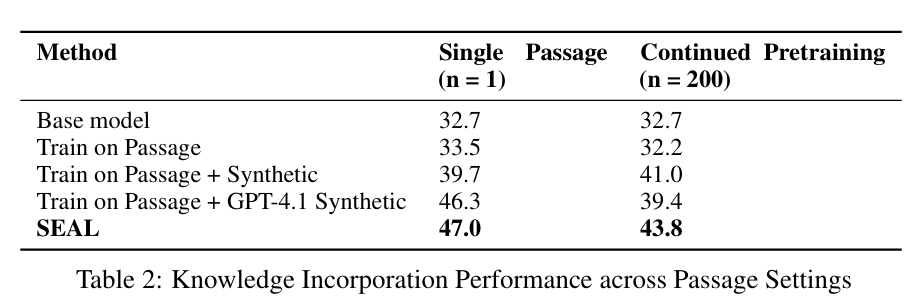 Method Single Passage Continued Pretraining
(n = 1) (n = 200)
Base model 32.7 32.7
Train on Passage 33.5 32.2
Train on Passage + Synthetic 39.7 41.0
Train on Passage + GPT-4.1 Synthetic 46.3 39.4
SEAL 47.0 43.8
Table 2: Knowledge Incorporation Performance across Passage Settings